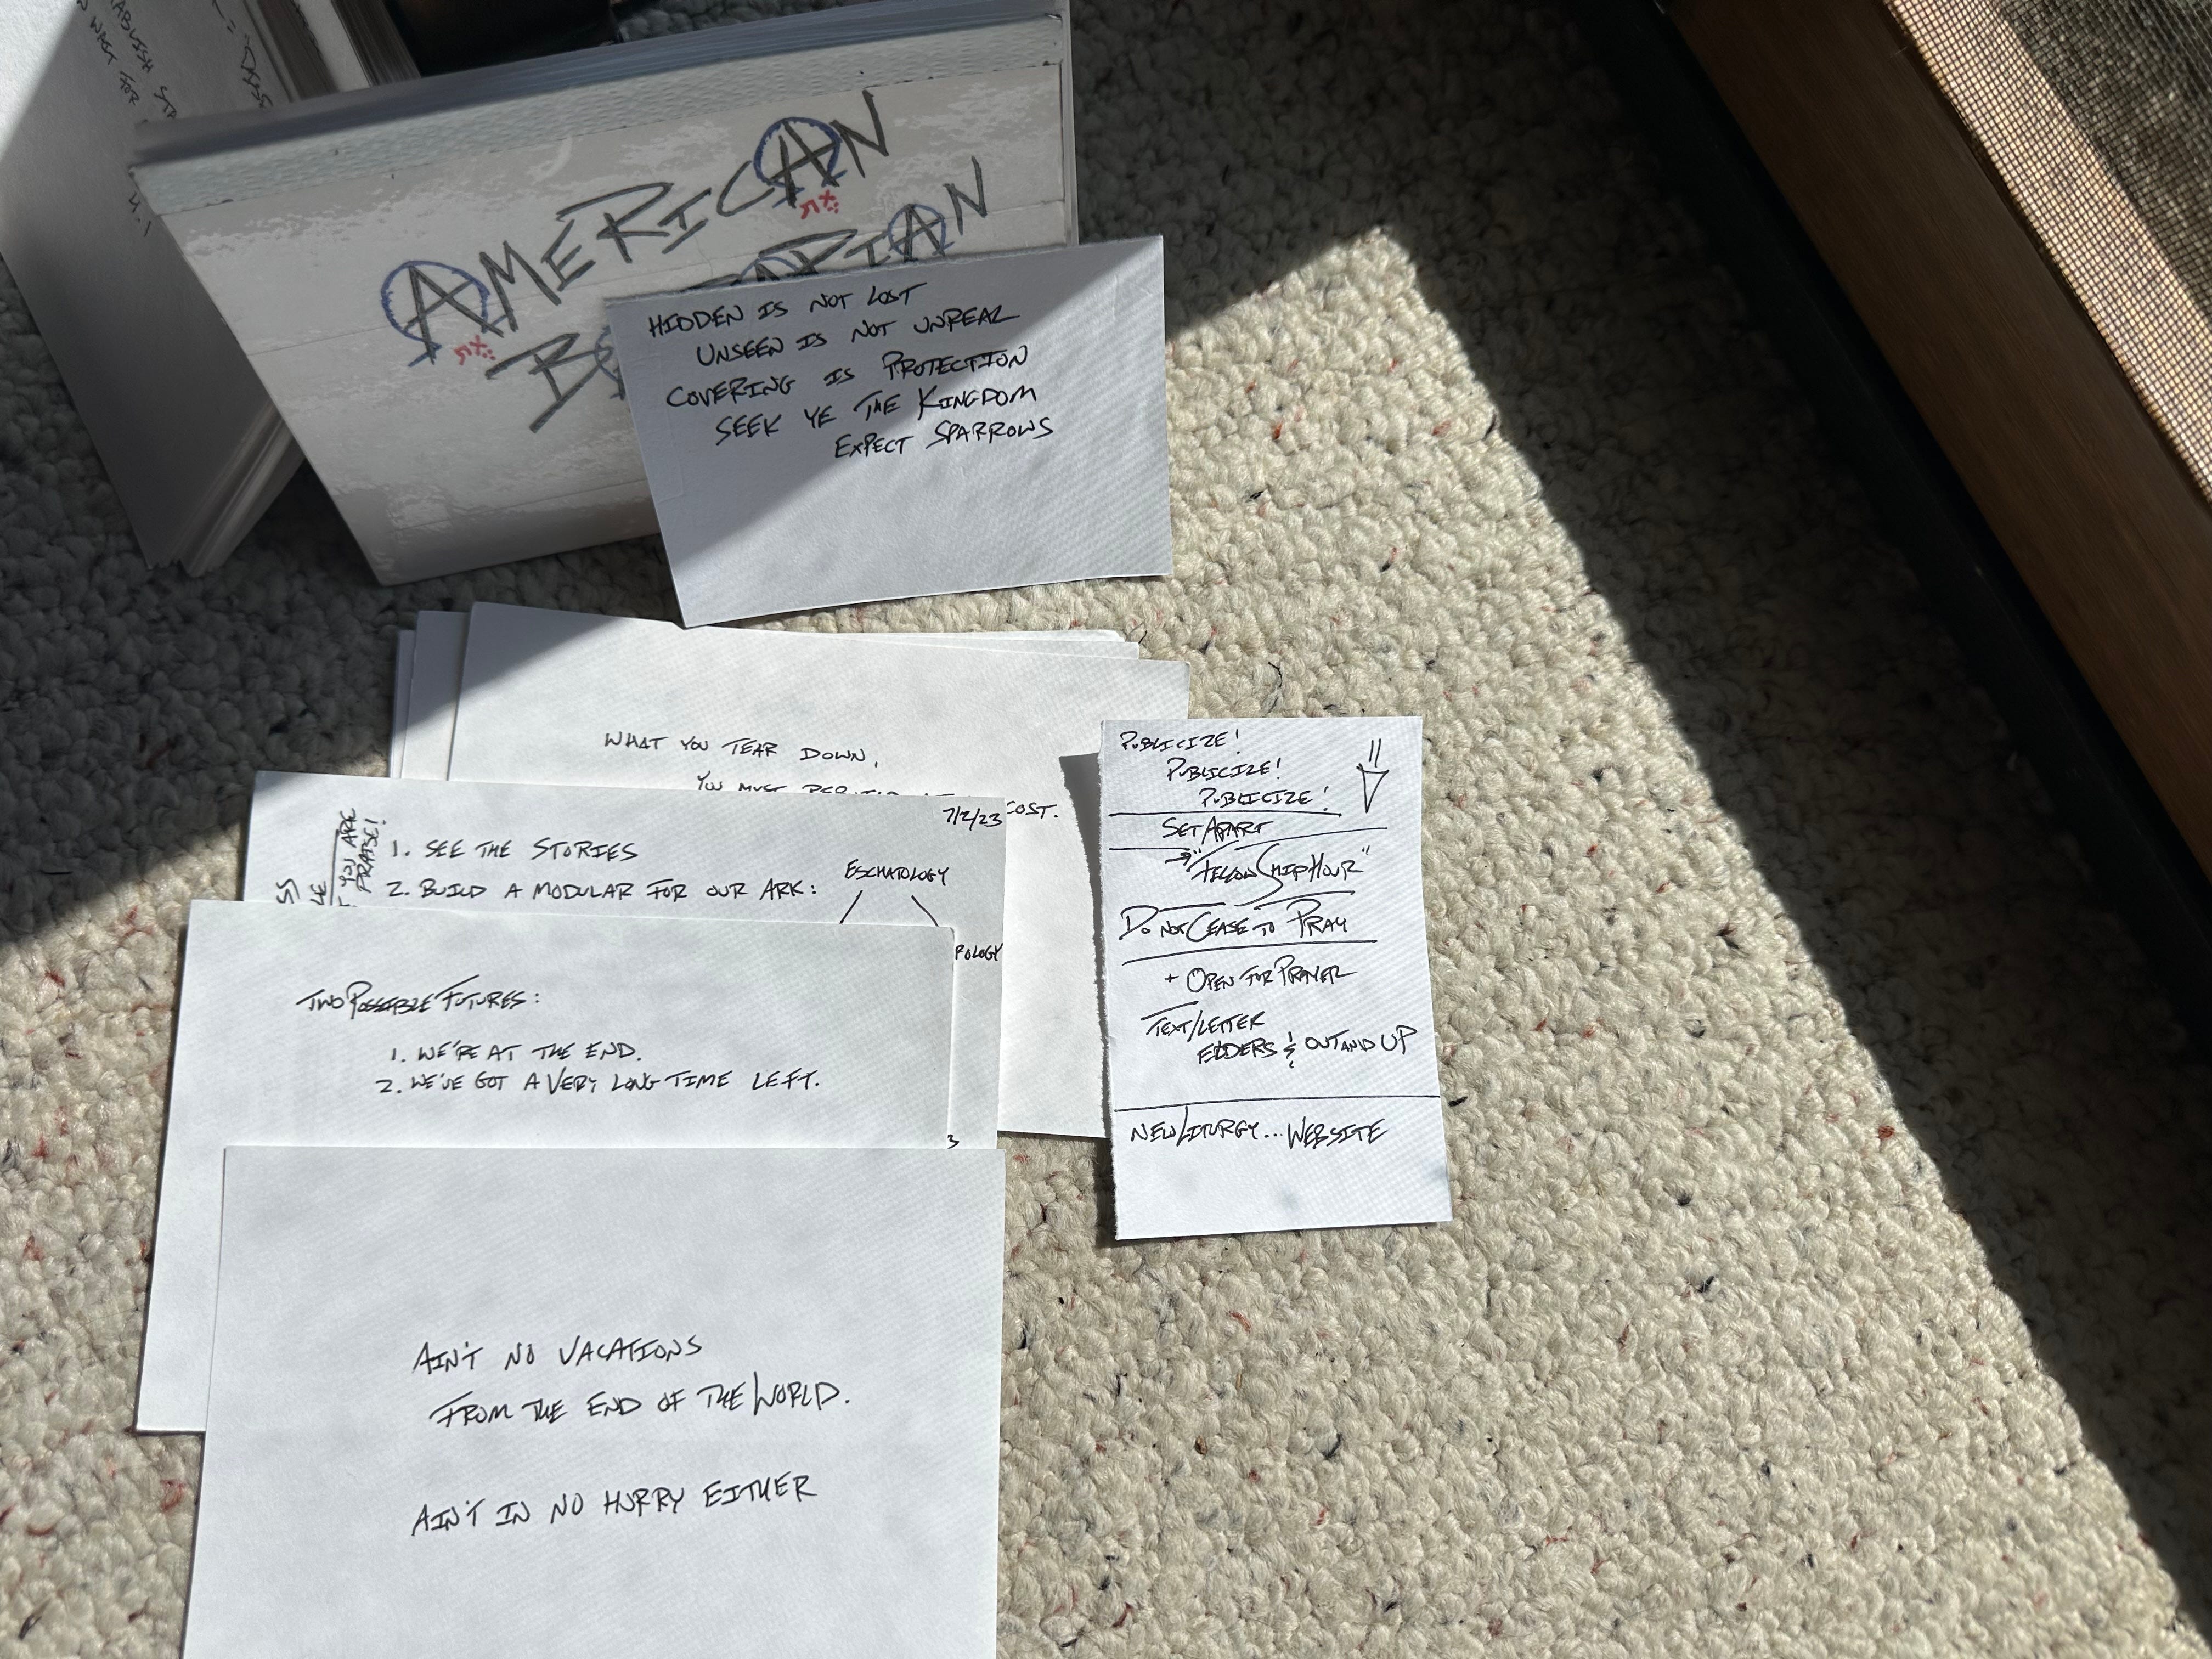 AMERICAN
HIDDEN IS NOT LOST
UNSEEN IS NOT UNREAL
COVERING IS PROTECTION
SEEK YE THE KINGDOM
EXPECT SPARROWS
WHAT YOU TEAR DOWN,
YOU MUST
COST.
7/2/23
YOU ARE
PRAISE!
1. SEE THE STORIES
2. BUILD A MODULAR FOR OUR ARK:
ESCHATOLOGY
POLOGY
TWO POSSIBLE FUTURES:
1. WE'RE AT THE END.
2. WE'VE GOT A VERY LONG TIME LEFT.
3
AIN'T NO VACATIONS
FROM THE END OF THE WORLD.
AIN'T IN NO HURRY EITHER
PUBLICIZE!
PUBLICIZE!
PUBLICIZE!
SET APART
"FELLOWSHIP HOUR"
DO NOT CEASE TO PRAY
+ OPEN FOR PRAYER
TEXT/LETTER
ELDERS & OUT AND UP
NEW LITURGY... WEBSITE